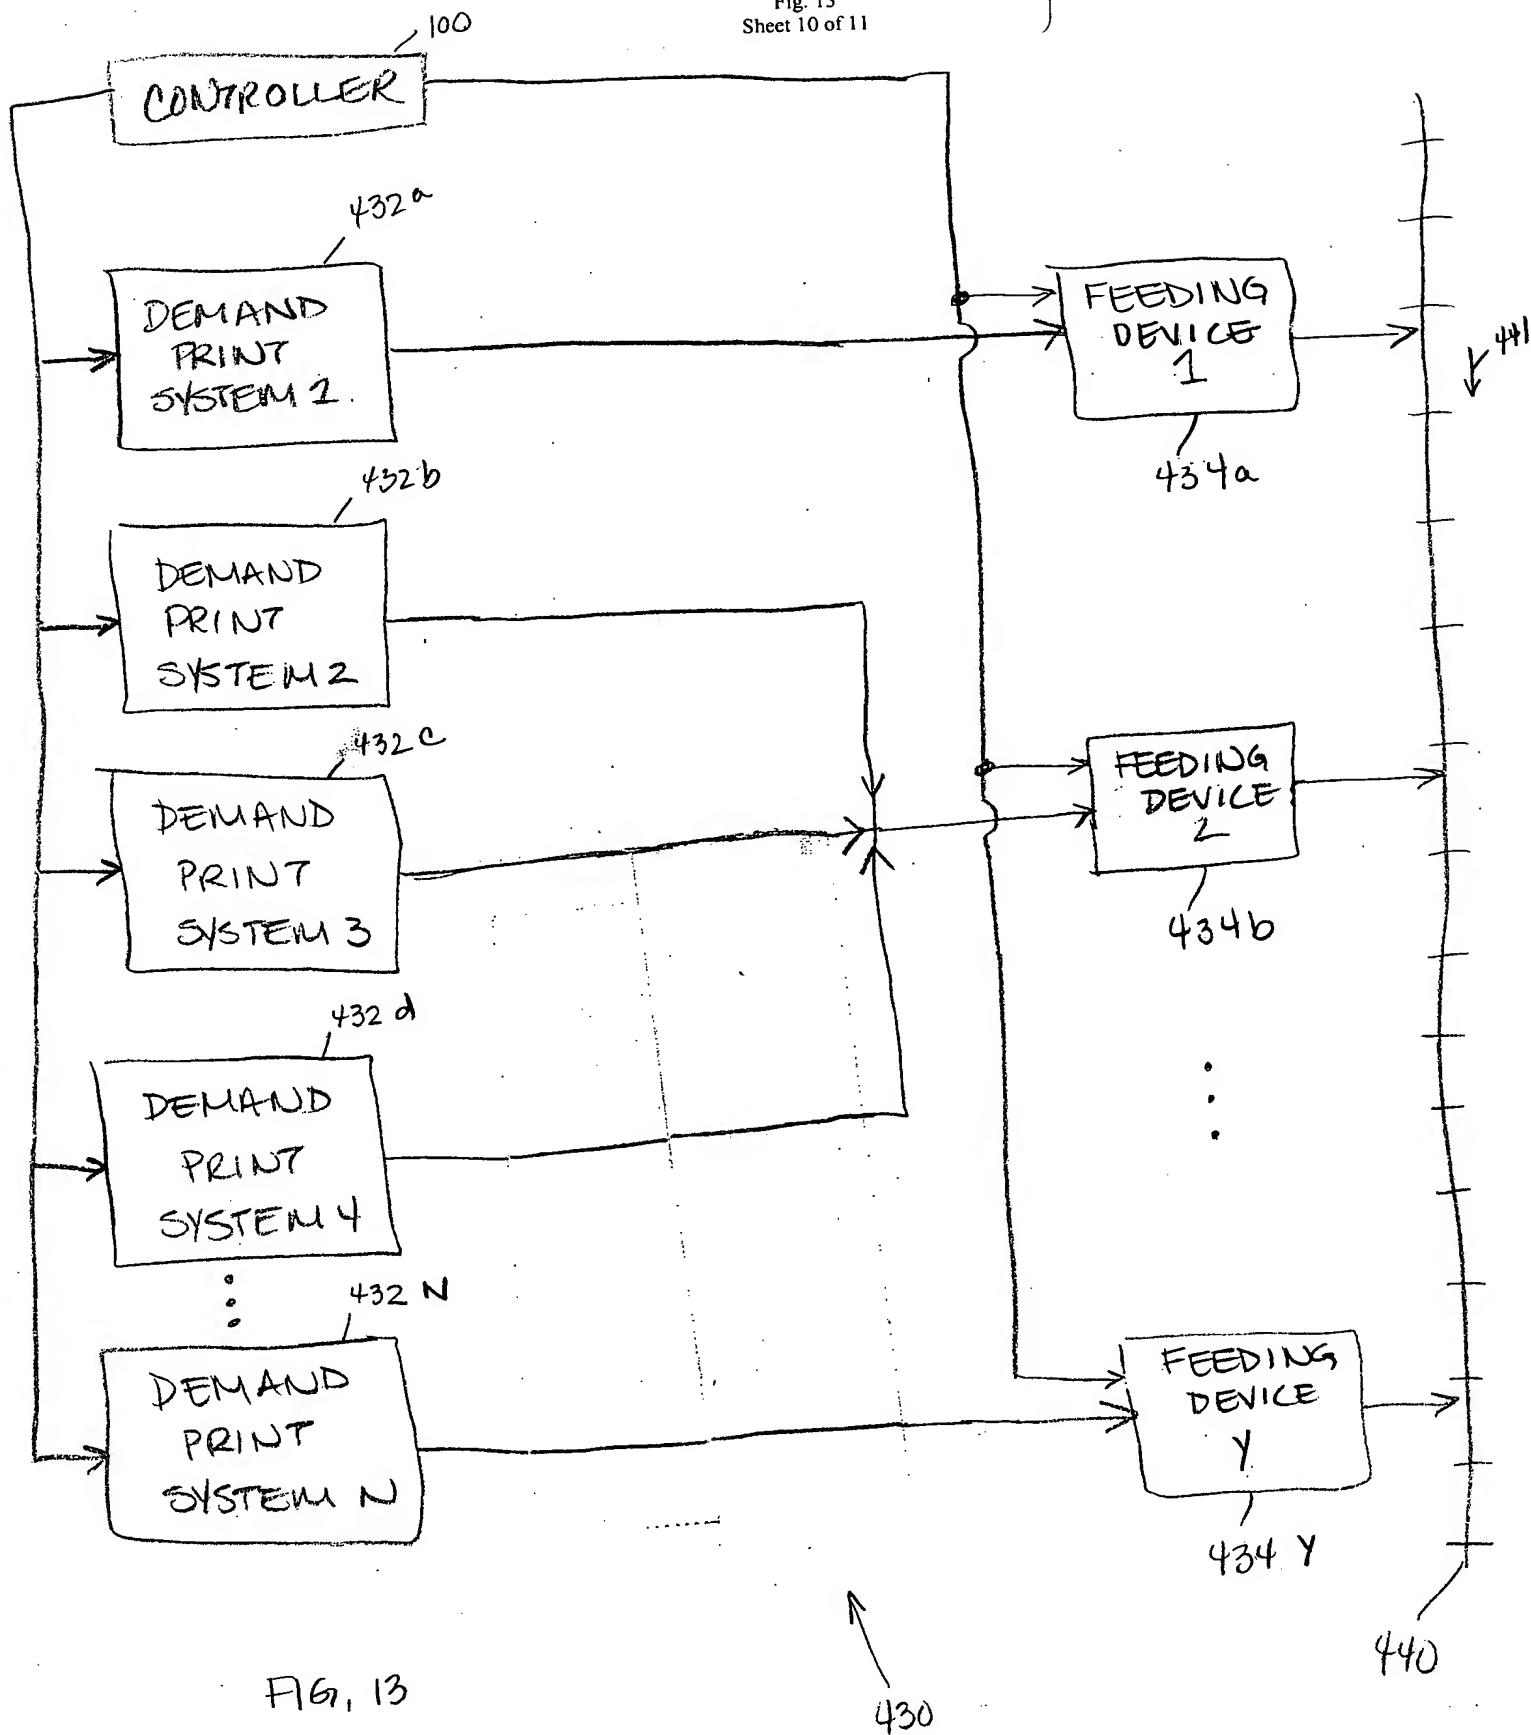 Fig. 13
Sheet 10 of 11
100
CONTROLLER
432a
DEMAND
PRINT
SYSTEM 1.
FEEDING
DEVICE
1
441
434a
432b
DEMAND
PRINT
SYSTEM 2
432c
DEMAND
PRINT
SYSTEM 3
FEEDING
DEVICE
2
434b
432d
DEMAND
PRINT
SYSTEM 4
432N
DEMAND
PRINT
SYSTEM N
FEEDING
DEVICE
Y
434Y
440
FIG. 13
430